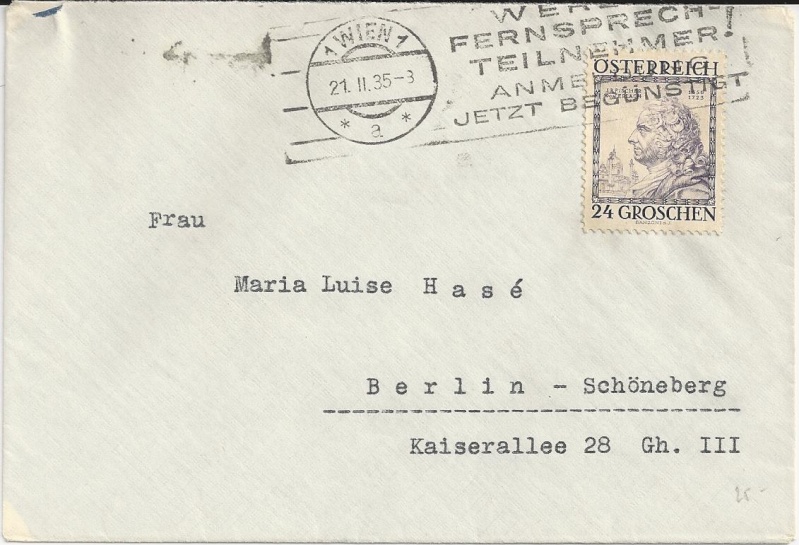 1 WIEN 1
21. II. 35-3
* a *
WERDET
FERNSPRECH-
TEILNEHMER!
JETZT BEGÜNSTIGT
ÖSTERREICH
24 GROSCHEN
Frau
Maria Luise Hasé
Berlin - Schöneberg
Kaiserallee 28 Gh. III